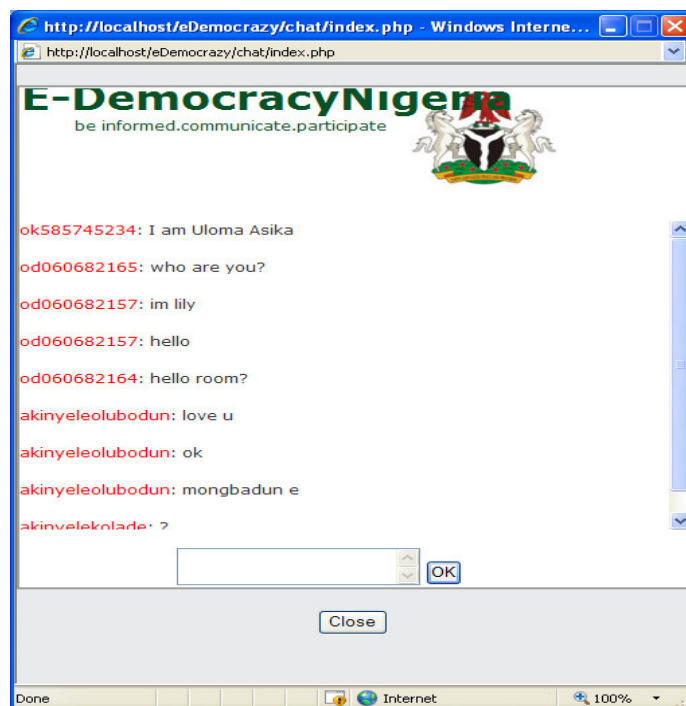 http://localhost/eDemocrazy/chat/index.php - Windows Interne...
http://localhost/eDemocrazy/chat/index.php
E-DemocracyNigeria
be informed.communicate.participate
ok585745234: I am Uloma Asika
od060682165: who are you?
od060682157: im lily
od060682157: hello
od060682164: hello room?
akinyeleolubodun: love u
akinyeleolubodun: ok
akinyeleolubodun: mongbadun e
akinyelekolade: ?
OK
Close
Done Internet 100%